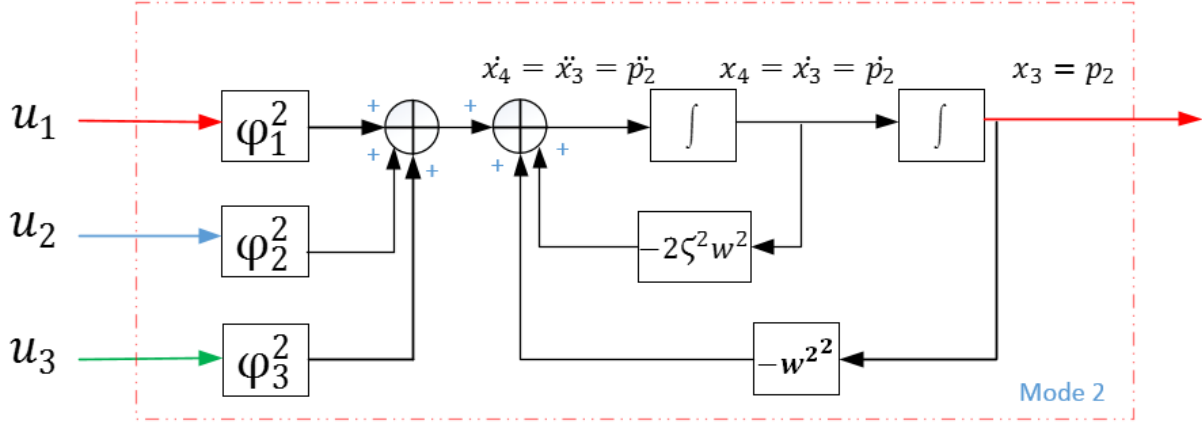 ẋ₄ = ẍ₃ = p̈₂
x₄ = ẋ₃ = ṗ₂
x₃ = p₂
u₁
φ₁²
+
+
+
+
+
+
∫
∫
u₂
φ₂²
−2ζ²w²
u₃
φ₃²
−w²²
Mode 2